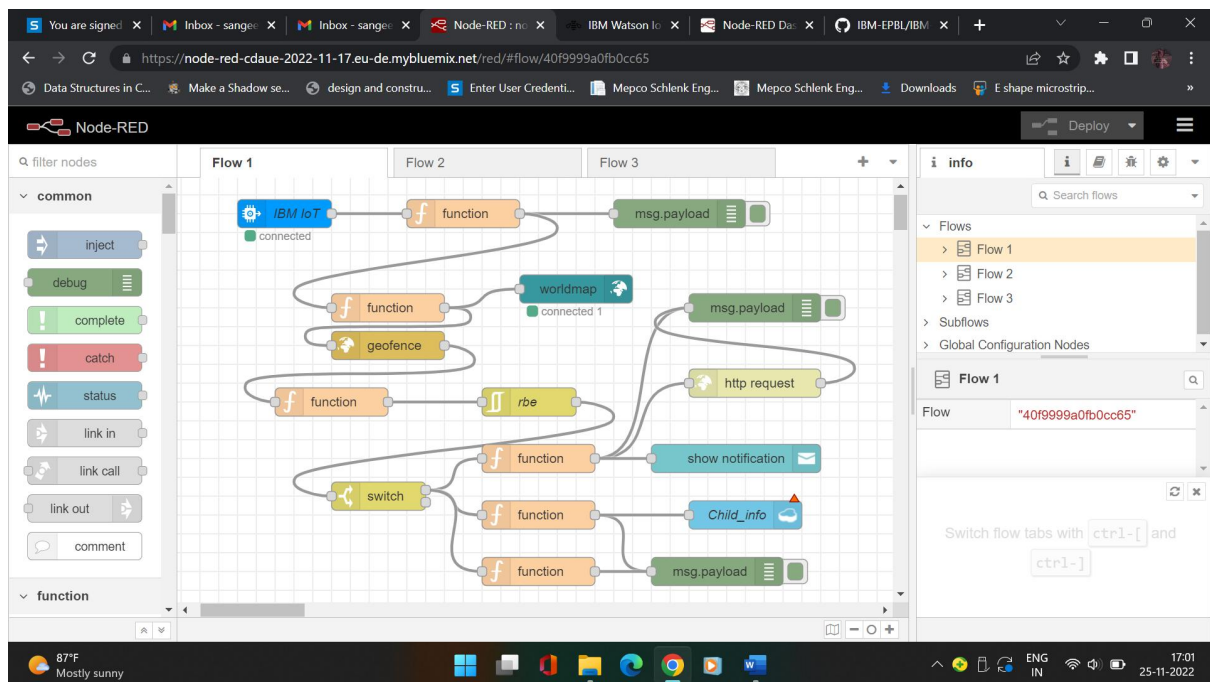 You are signed
Inbox - sangee
Inbox - sangee
Node-RED : no
IBM Watson Io
Node-RED Das
IBM-EPBL/IBM
https://node-red-cdaue-2022-11-17.eu-de.mybluemix.net/red/#flow/40f9999a0fb0cc65
Data Structures in C...
Make a Shadow se...
design and constru...
Enter User Credenti...
Mepco Schlenk Eng...
Mepco Schlenk Eng...
Downloads
E shape microstrip...
»
Node-RED
Deploy
filter nodes
Flow 1
Flow 2
Flow 3
info
Search flows
common
inject
debug
complete
catch
status
link in
link call
link out
comment
function
IBM IoT
connected
function
msg.payload
function
worldmap
connected 1
msg.payload
geofence
http request
function
rbe
function
show notification
switch
function
Child_info
function
msg.payload
Flows
Flow 1
Flow 2
Flow 3
Subflows
Global Configuration Nodes
Flow 1
Flow
"40f9999a0fb0cc65"
Switch flow tabs with ctrl-[ and
ctrl-]
87°F
Mostly sunny
ENG
IN
17:01
25-11-2022